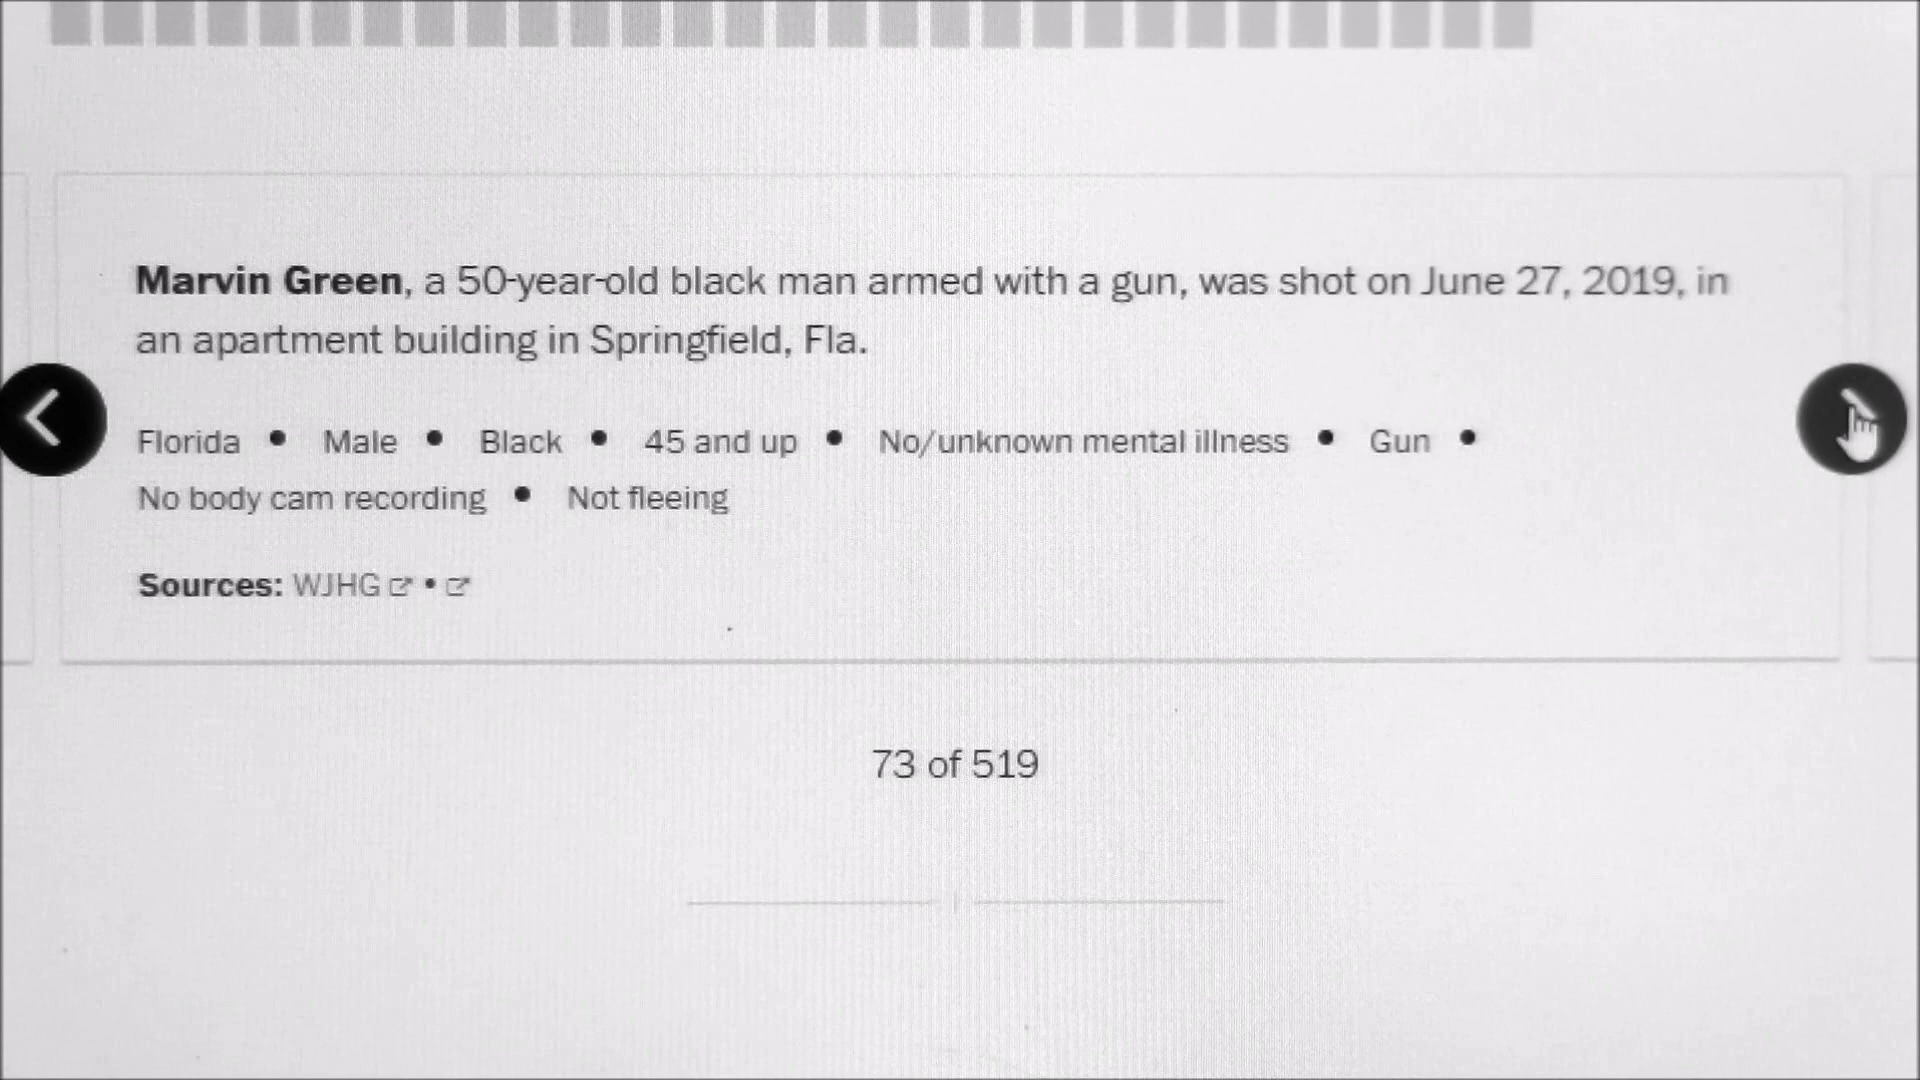 Marvin Green, a 50-year-old black man armed with a gun, was shot on June 27, 2019, in
an apartment building in Springfield, Fla.
Florida • Male • Black • 45 and up • No/unknown mental illness • Gun •
No body cam recording • Not fleeing
Sources: WJHG •
73 of 519